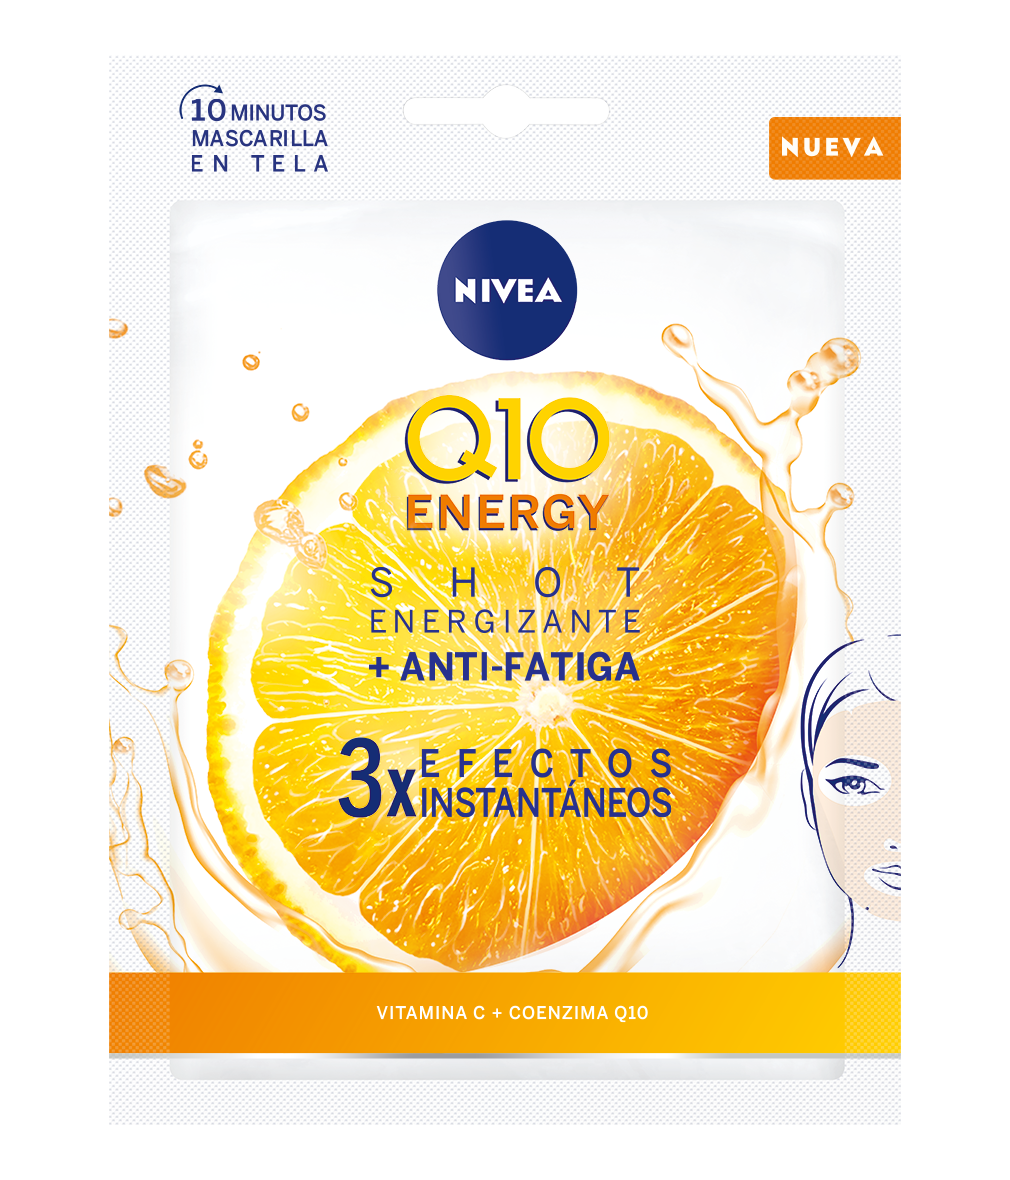 10 MINUTOS
MASCARILLA
EN TELA
NUEVA
NIVEA
Q10
ENERGY
SHOT
ENERGIZANTE
+ ANTI-FATIGA
3x EFECTOS
INSTANTÁNEOS
VITAMINA C + COENZIMA Q10